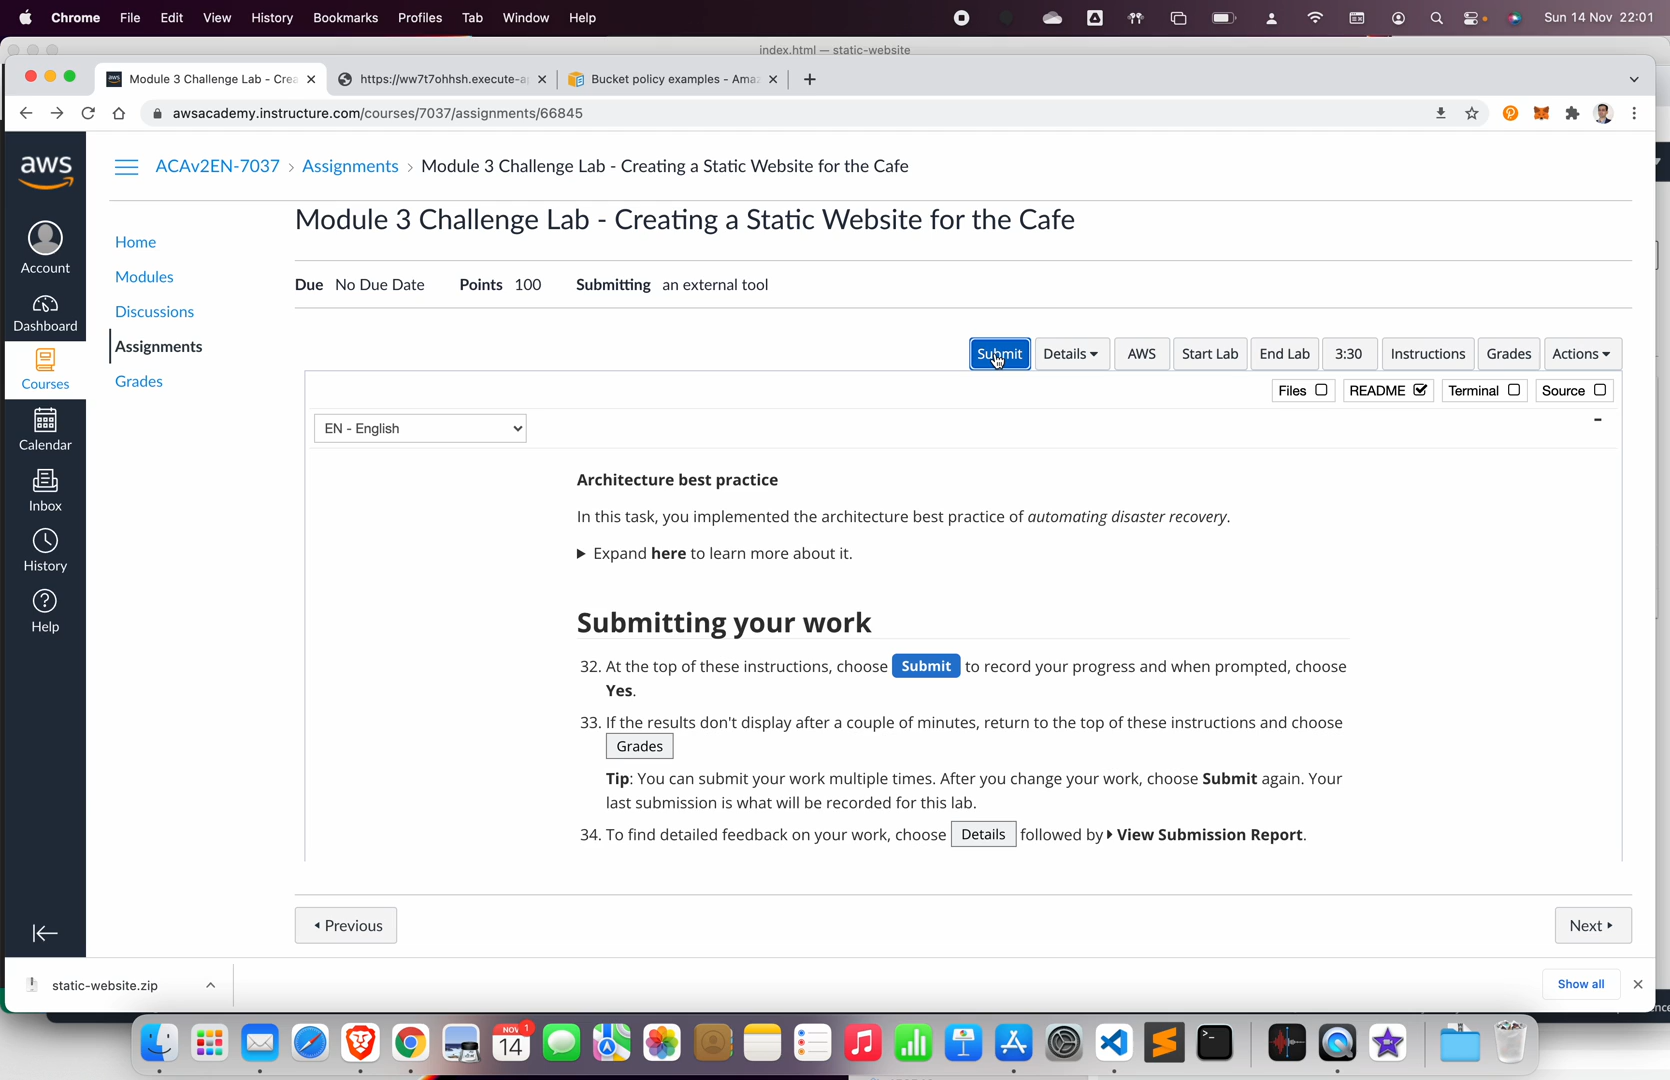 Chrome File Edit View History Bookmarks Profiles Tab Window Help Sun 14 Nov 22:01
index.html — static-website
Module 3 Challenge Lab - Crea https://ww7t7ohhsh.execute-a Bucket policy examples - Ama
awsacademy.instructure.com/courses/7037/assignments/66845
aws
Account
Dashboard
Courses
Calendar
Inbox
History
Help
ACAv2EN-7037 › Assignments › Module 3 Challenge Lab - Creating a Static Website for the Cafe
Home
Modules
Discussions
Assignments
Grades
Module 3 Challenge Lab - Creating a Static Website for the Cafe
Due No Due Date Points 100 Submitting an external tool
Submit Details AWS Start Lab End Lab 3:30 Instructions Grades Actions
Files README Terminal Source
EN - English
Architecture best practice
In this task, you implemented the architecture best practice of automating disaster recovery.
Expand here to learn more about it.
Submitting your work
32. At the top of these instructions, choose Submit to record your progress and when prompted, choose
Yes.
33. If the results don't display after a couple of minutes, return to the top of these instructions and choose
Grades
Tip: You can submit your work multiple times. After you change your work, choose Submit again. Your
last submission is what will be recorded for this lab.
34. To find detailed feedback on your work, choose Details followed by View Submission Report.
Previous
Next
static-website.zip
Show all
NOV
14
1